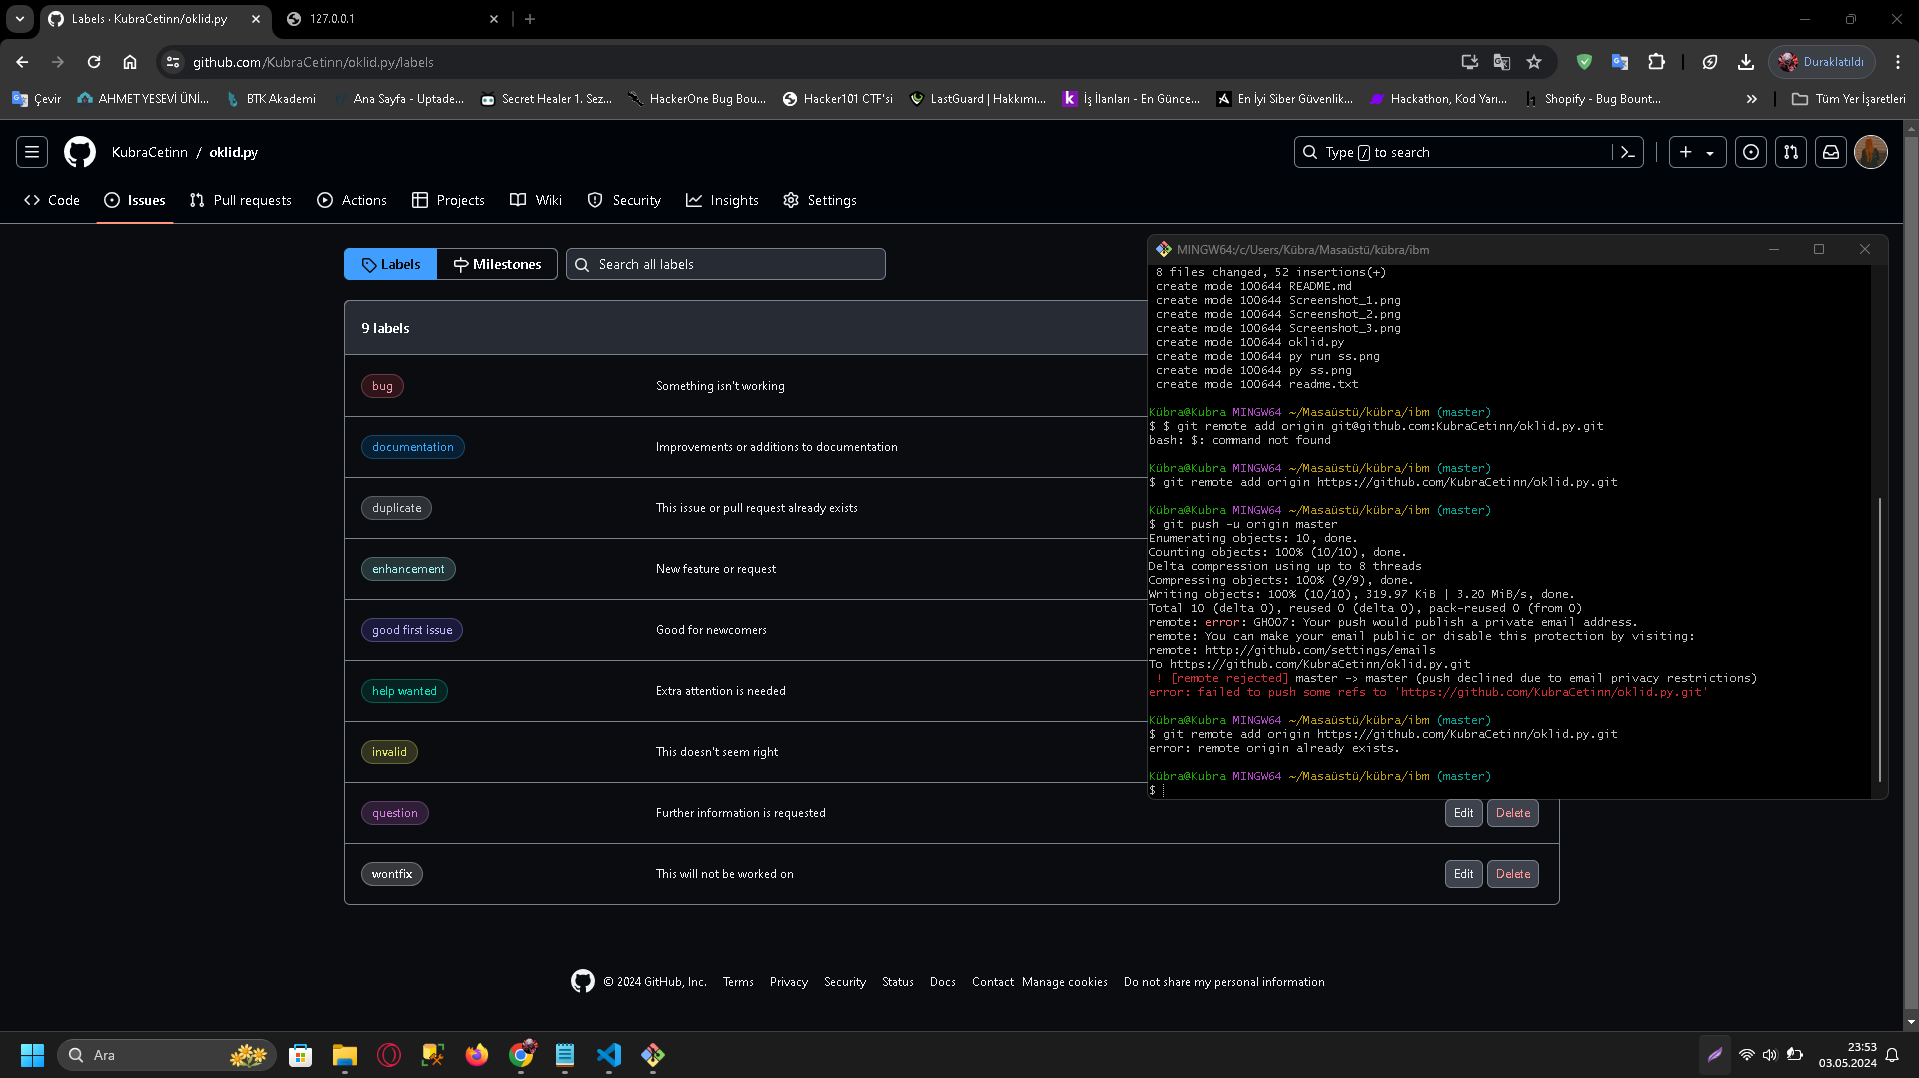 Labels · KubraCetinn/oklid.py
127.0.0.1
github.com/KubraCetinn/oklid.py/labels
Duraklatıldı
Çevir
AHMET YESEVİ ÜNİ...
BTK Akademi
Ana Sayfa - Uptade...
Secret Healer 1. Sez...
HackerOne Bug Bou...
Hacker101 CTF'si
LastGuard | Hakkımı...
İş İlanları - En Günce...
En İyi Siber Güvenlik...
Hackathon, Kod Yarı...
Shopify - Bug Bount...
Tüm Yer İşaretleri
KubraCetinn / oklid.py
Type / to search
Code
Issues
Pull requests
Actions
Projects
Wiki
Security
Insights
Settings
Labels
Milestones
Search all labels
9 labels
bug
Something isn't working
documentation
Improvements or additions to documentation
duplicate
This issue or pull request already exists
enhancement
New feature or request
good first issue
Good for newcomers
help wanted
Extra attention is needed
invalid
This doesn't seem right
question
Further information is requested
Edit
Delete
wontfix
This will not be worked on
Edit
Delete
MINGW64:/c/Users/Kübra/Masaüstü/kübra/ibm
8 files changed, 52 insertions(+)
create mode 100644 README.md
create mode 100644 Screenshot_1.png
create mode 100644 Screenshot_2.png
create mode 100644 Screenshot_3.png
create mode 100644 oklid.py
create mode 100644 py run ss.png
create mode 100644 py ss.png
create mode 100644 readme.txt
Kübra@Kubra MINGW64 ~/Masaüstü/kübra/ibm (master)
$ $ git remote add origin git@github.com:KubraCetinn/oklid.py.git
bash: $: command not found
Kübra@Kubra MINGW64 ~/Masaüstü/kübra/ibm (master)
$ git remote add origin https://github.com/KubraCetinn/oklid.py.git
Kübra@Kubra MINGW64 ~/Masaüstü/kübra/ibm (master)
$ git push -u origin master
Enumerating objects: 10, done.
Counting objects: 100% (10/10), done.
Delta compression using up to 8 threads
Compressing objects: 100% (9/9), done.
Writing objects: 100% (10/10), 319.97 KiB | 3.20 MiB/s, done.
Total 10 (delta 0), reused 0 (delta 0), pack-reused 0 (from 0)
remote: error: GH007: Your push would publish a private email address.
remote: You can make your email public or disable this protection by visiting:
remote: http://github.com/settings/emails
To https://github.com/KubraCetinn/oklid.py.git
! [remote rejected] master -> master (push declined due to email privacy restrictions)
error: failed to push some refs to 'https://github.com/KubraCetinn/oklid.py.git'
Kübra@Kubra MINGW64 ~/Masaüstü/kübra/ibm (master)
$ git remote add origin https://github.com/KubraCetinn/oklid.py.git
error: remote origin already exists.
Kübra@Kubra MINGW64 ~/Masaüstü/kübra/ibm (master)
$
© 2024 GitHub, Inc.
Terms
Privacy
Security
Status
Docs
Contact
Manage cookies
Do not share my personal information
Ara
23:53
03.05.2024